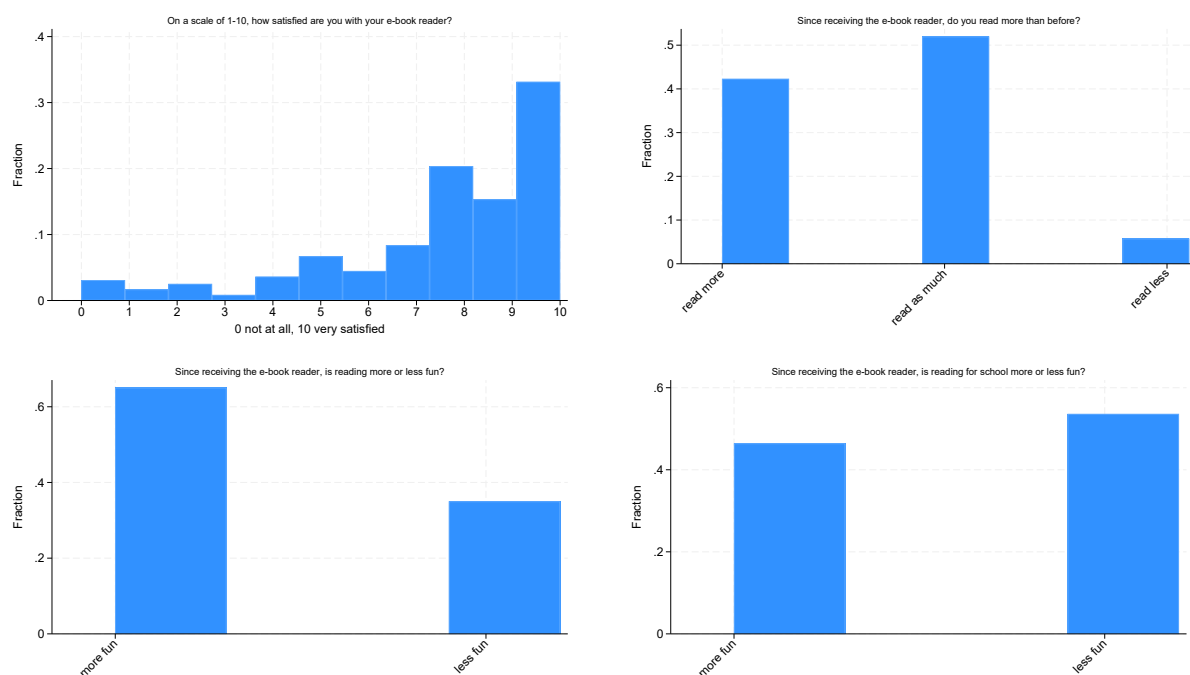 On a scale of 1-10, how satisfied are you with your e-book reader?
.4
.3
.2
.1
0
Fraction
0 1 2 3 4 5 6 7 8 9 10
0 not at all, 10 very satisfied
Since receiving the e-book reader, do you read more than before?
.5
.4
.3
.2
.1
0
Fraction
read more
read as much
read less
Since receiving the e-book reader, is reading more or less fun?
.6
.4
.2
0
Fraction
more fun
less fun
Since receiving the e-book reader, is reading for school more or less fun?
.6
.4
.2
0
Fraction
more fun
less fun